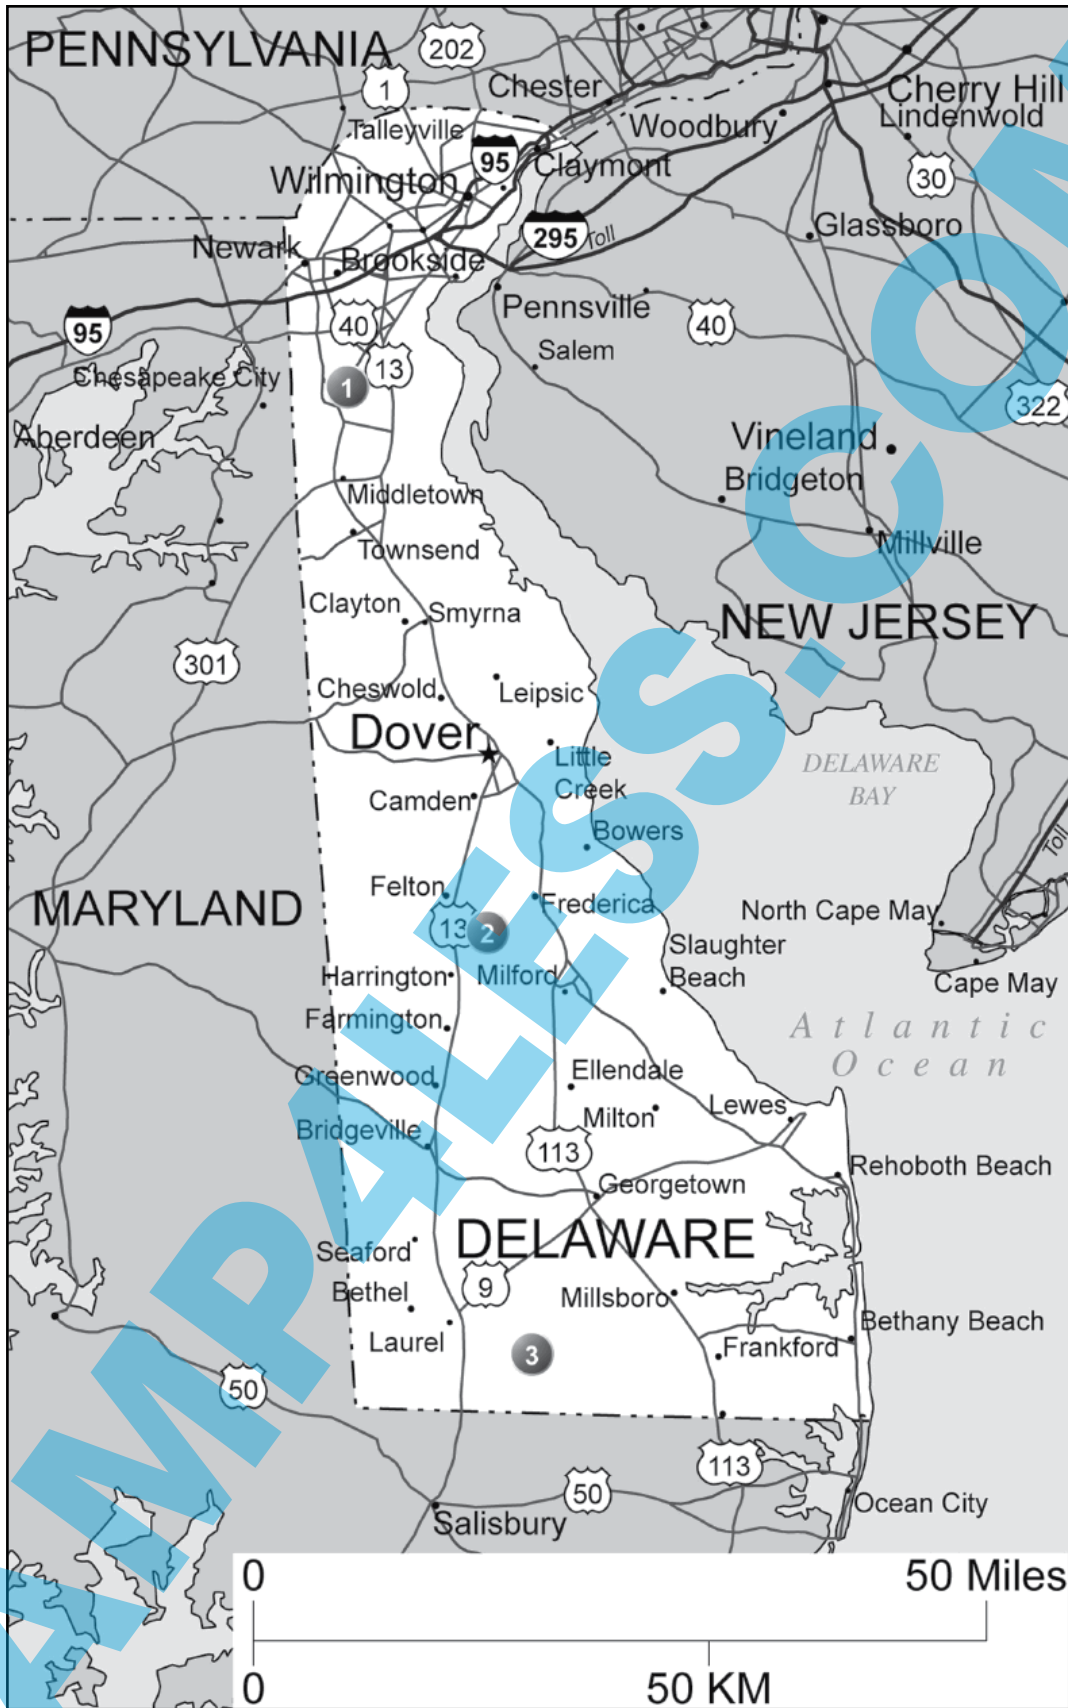 PENNSYLVANIA
202
1
Chester
Cherry Hill
Lindenwold
Talleyville
Woodbury
95
Claymont
30
Wilmington
Glassboro
295
Toll
Newark
Brookside
Pennsville
95
40
40
Salem
13
Chesapeake City
1
322
Aberdeen
Vineland
Bridgeton
Middletown
Millville
Townsend
Clayton
Smyrna
NEW JERSEY
301
Cheswold
Leipsic
Dover
Little
Creek
DELAWARE
BAY
Camden
Bowers
Toll
Felton
Frederica
MARYLAND
North Cape May
13
2
Slaughter
Beach
Harrington
Milford
Cape May
Farmington
Atlantic
Ocean
Greenwood
Ellendale
Milton
Lewes
Bridgeville
113
Rehoboth Beach
Georgetown
DELAWARE
Seaford
Bethel
9
Millsboro
Laurel
Bethany Beach
3
Frankford
50
113
50
Ocean City
Salisbury
0
50 Miles
0
50 KM
AMP4LESS.COM